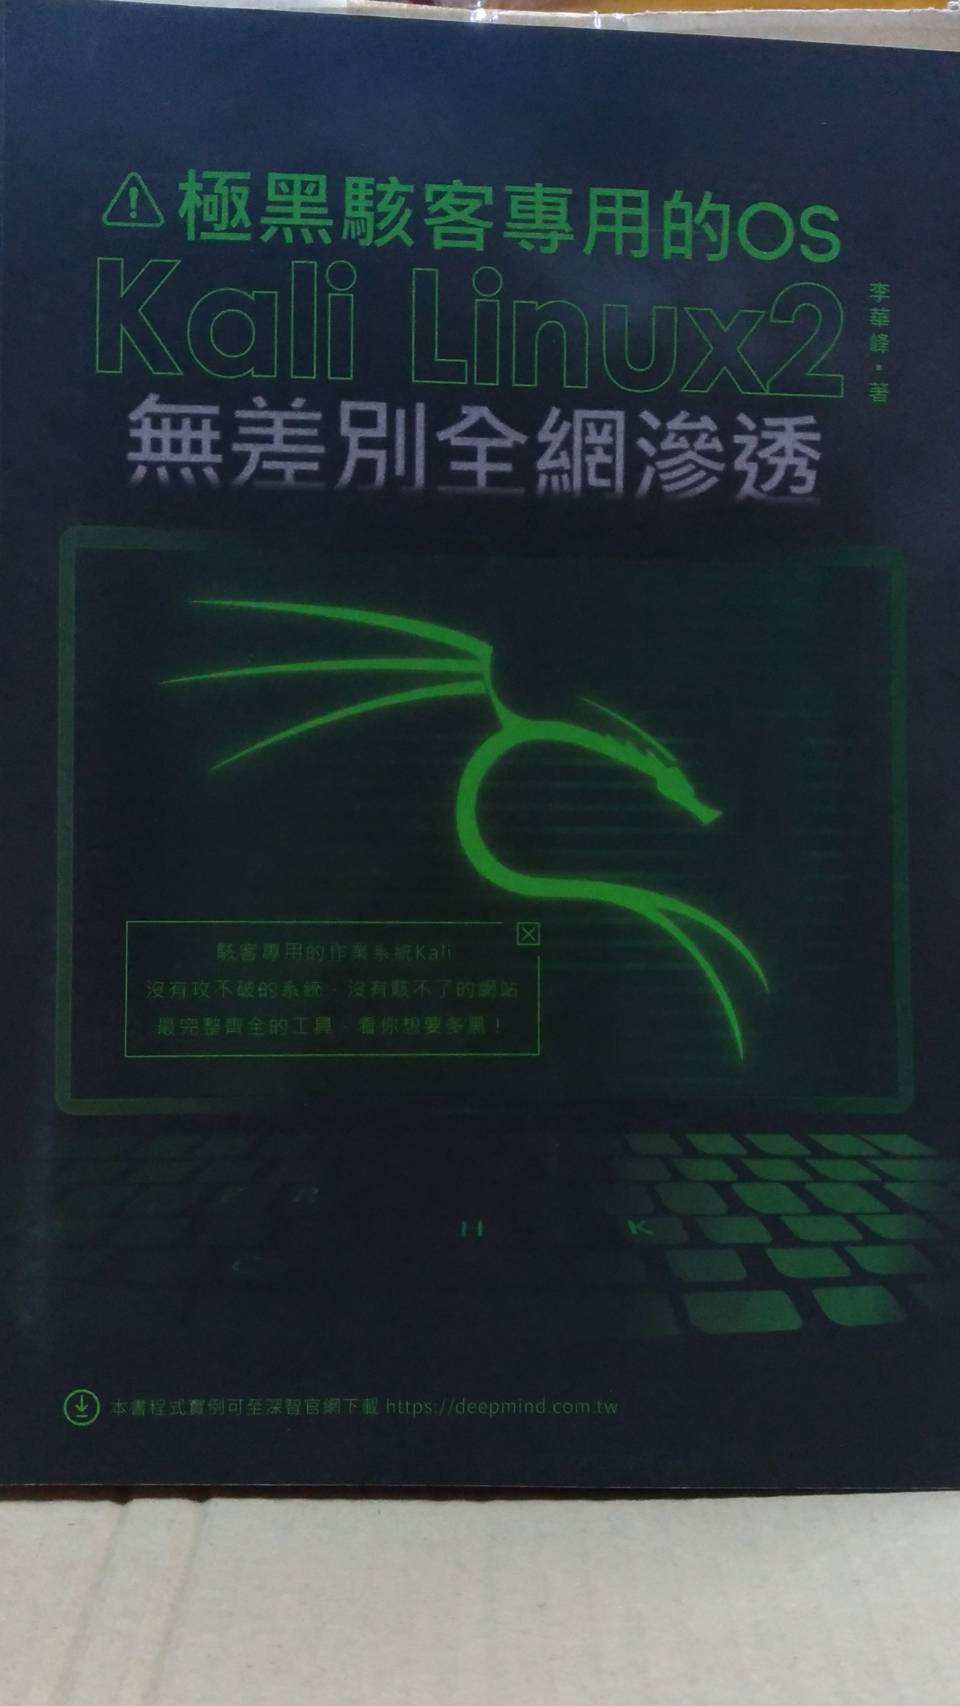 極黑駭客專用的OS
Kali Linux2
李華峰・著
無差別全網滲透
駭客專用的作業系統Kali
沒有攻不破的系統，沒有駭不了的網站
最完整齊全的工具，看你想要多黑！
H K
本書程式實例可至深智官網下載 https://deepmind.com.tw